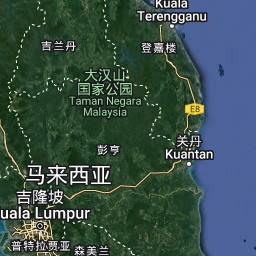 Kuala
Terengganu
吉兰丹
登嘉楼
大汉山
国家公园
Taman Negara
Malaysia
E8
关丹
Kuantan
彭亨
马来西亚
吉隆坡
uala Lumpur
普特拉贾亚
森美兰